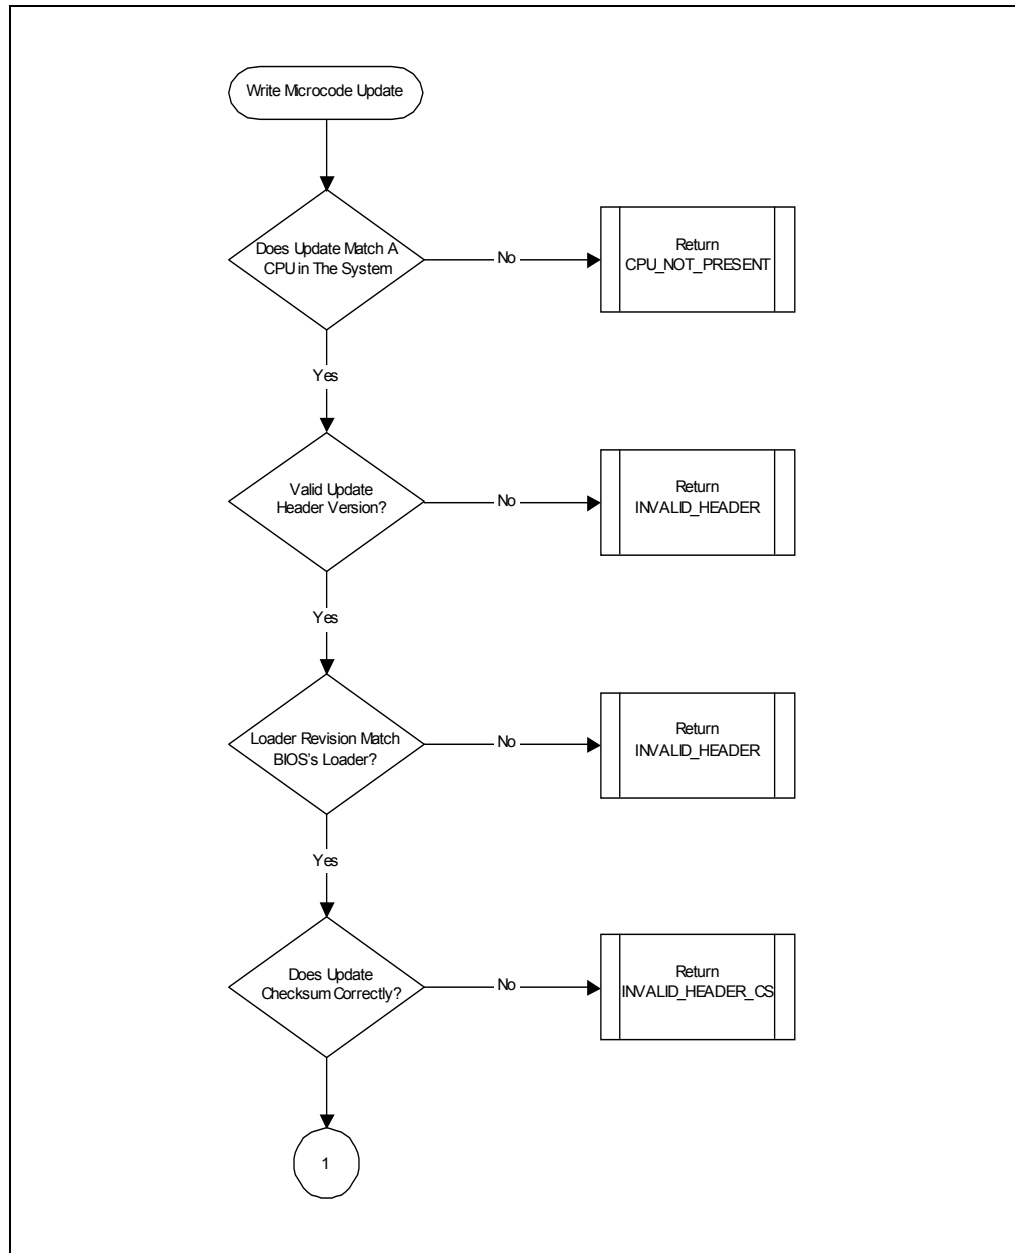 Write Microcode Update
Does Update Match A
CPU in The System
No
Return
CPU_NOT_PRESENT
Yes
Valid Update
Header Version?
No
Return
INVALID_HEADER
Yes
Loader Revision Match
BIOS's Loader?
No
Return
INVALID_HEADER
Yes
Does Update
Checksum Correctly?
No
Return
INVALID_HEADER_CS
1